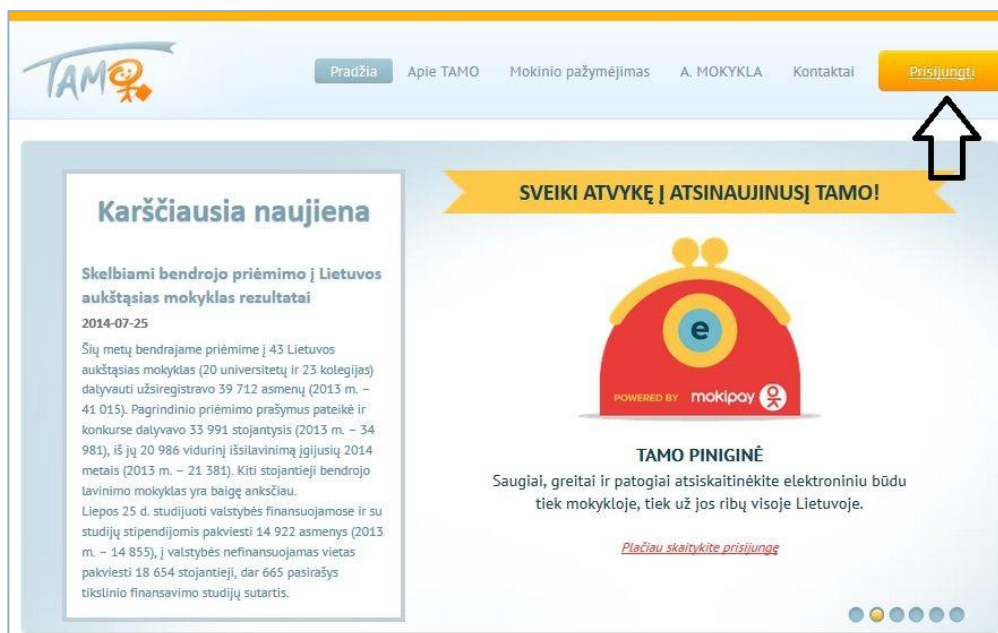 TAMO
Pradžia Apie TAMO Mokinio pažymėjimas A. MOKYKLA Kontaktai Prisijungti
Karščiausia naujiena
Skelbiami bendrojo priėmimo į Lietuvos
aukštąsias mokyklas rezultatai
2014-07-25
Šių metų bendrajame priėmime į 43 Lietuvos
aukštąsias mokyklas (20 universitetų ir 23 kolegijas)
dalyvauti užsiregistravo 39 712 asmenų (2013 m. –
41 015). Pagrindinio priėmimo prašymus pateikė ir
konkurse dalyvavo 33 991 stojantysis (2013 m. – 34
981), iš jų 20 986 vidurinį išsilavinimą įgijusių 2014
metais (2013 m. – 21 381). Kiti stojantieji bendrojo
lavinimo mokyklas yra baigę anksčiau.
Liepos 25 d. studijuoti valstybės finansuojamose ir su
studijų stipendijomis pakviesti 14 922 asmenys (2013
m. – 14 855), į valstybės nefinansuojamas vietas
pakviesti 18 654 stojantieji, dar 665 pasirašys
tikslinio finansavimo studijų sutartis.
SVEIKI ATVYKĘ Į ATSINAUJINUSĮ TAMO!
e
POWERED BY mokipay
TAMO PINIGINĖ
Saugiai, greitai ir patogiai atsiskaitinėkite elektroniniu būdu
tiek mokykloje, tiek už jos ribų visoje Lietuvoje.
Plačiau skaitykite prisijungę